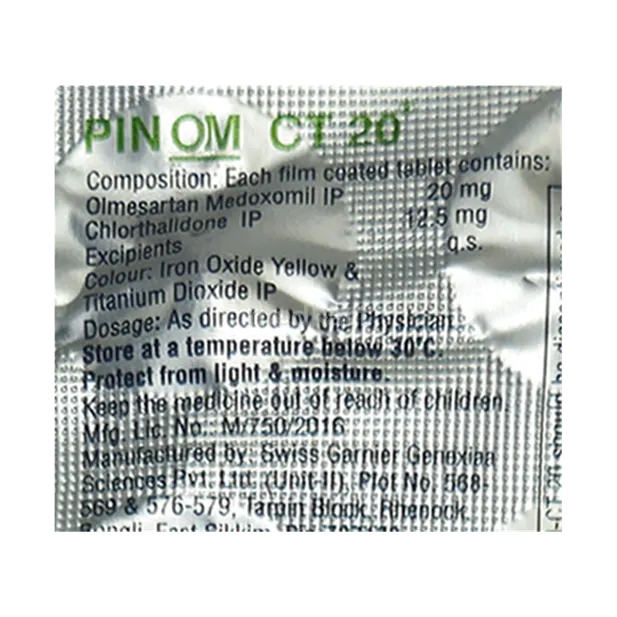 PINOM CT 20
Composition: Each film coated tablet contains:
Olmesartan Medoxomil IP 20 mg
Chlorthalidone IP 12.5 mg
Excipients q.s.
Colour: Iron Oxide Yellow &
Titanium Dioxide IP
Dosage: As directed by the Physician
Store at a temperature below 30°C.
Protect from light & moisture.
Keep the medicine out of reach of children.
Mfg. Lic. No.: M/750/2016
Manufactured by: Swiss Garnier Genexiaa
Sciences Pvt. Ltd. (Unit-II), Plot No. 568-
569 & 576-579, Tarpin Block, Rhenock,
East Sikkim,